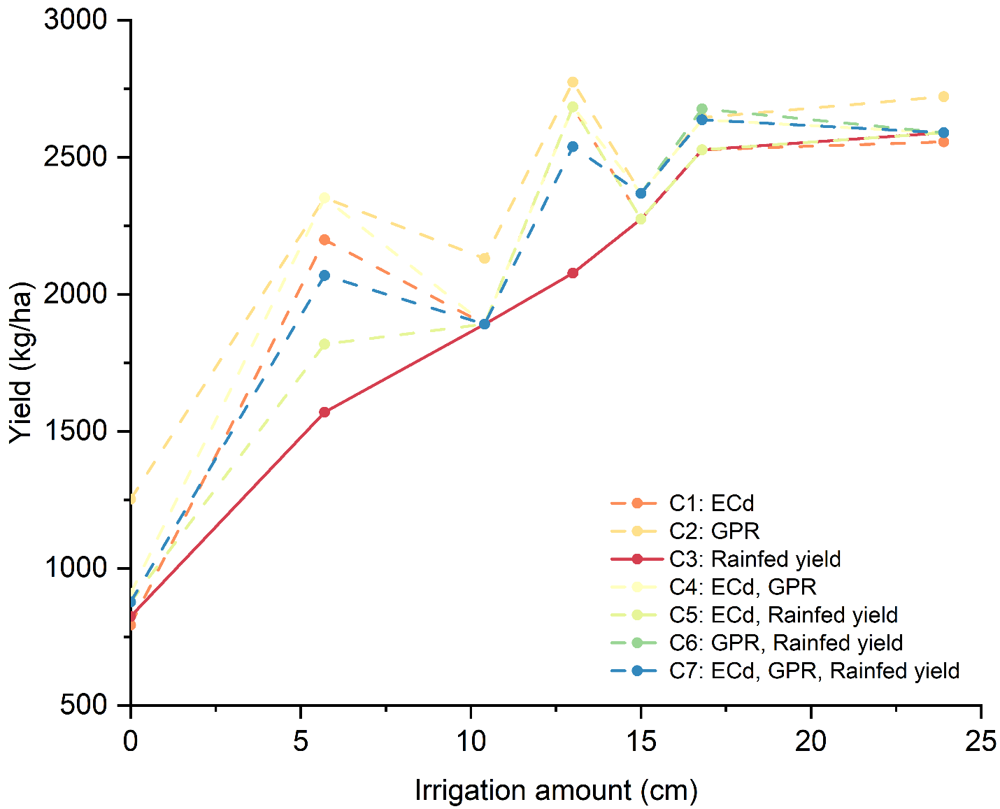 3000
2500
2000
1500
1000
500
Yield (kg/ha)
C1: ECd
C2: GPR
C3: Rainfed yield
C4: ECd, GPR
C5: ECd, Rainfed yield
C6: GPR, Rainfed yield
C7: ECd, GPR, Rainfed yield
0 5 10 15 20 25
Irrigation amount (cm)